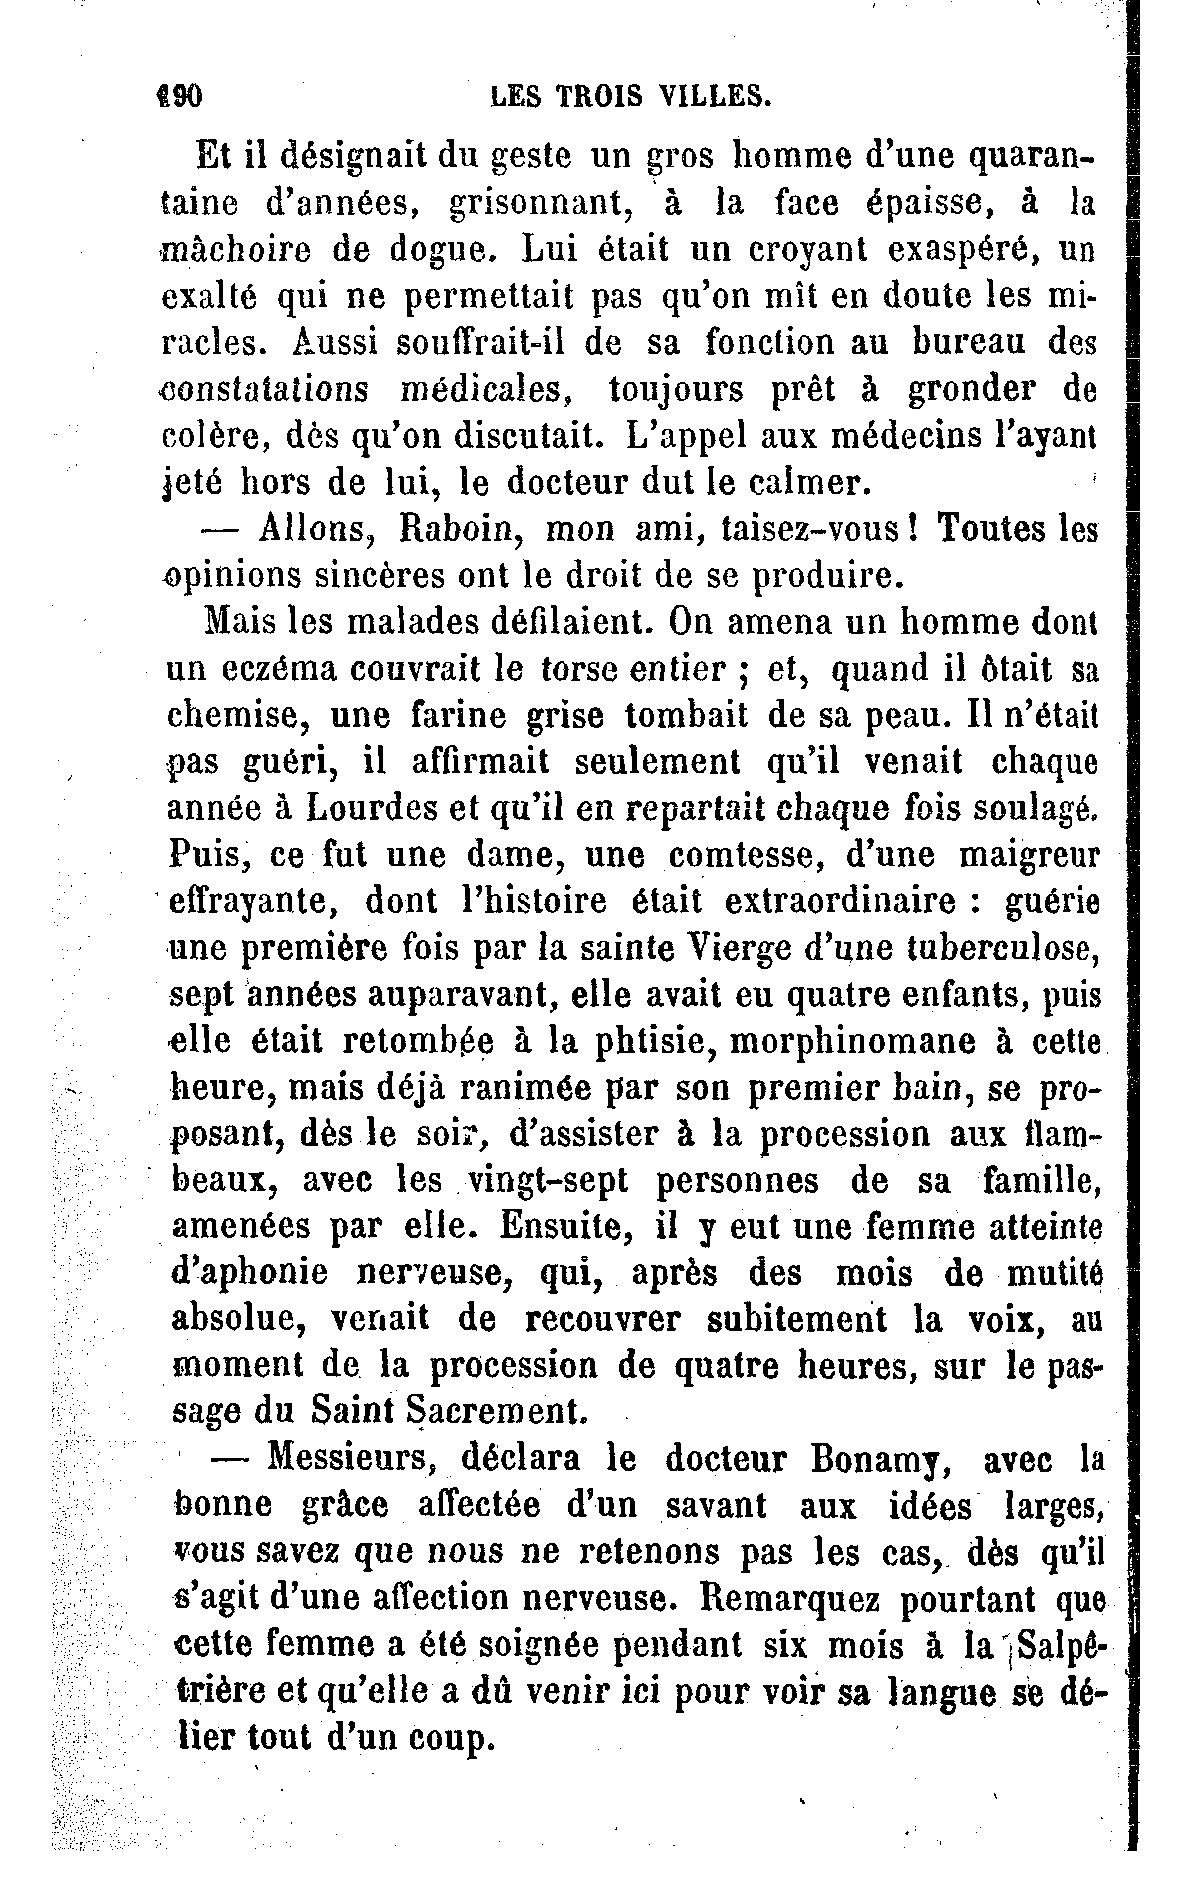 190 LES TROIS VILLES.
Et il désignait du geste un gros homme d'une quaran-
taine d'années, grisonnant, à la face épaisse, à la
mâchoire de dogue. Lui était un croyant exaspéré, un
exalté qui ne permettait pas qu'on mît en doute les mi-
racles. Aussi souffrait-il de sa fonction au bureau des
constatations médicales, toujours prêt à gronder de
colère, dès qu'on discutait. L'appel aux médecins l'ayant
jeté hors de lui, le docteur dut le calmer.
— Allons, Raboin, mon ami, taisez-vous ! Toutes les
opinions sincères ont le droit de se produire.
Mais les malades défilaient. On amena un homme dont
un eczéma couvrait le torse entier ; et, quand il ôtait sa
chemise, une farine grise tombait de sa peau. Il n'était
pas guéri, il affirmait seulement qu'il venait chaque
année à Lourdes et qu'il en repartait chaque fois soulagé.
Puis, ce fut une dame, une comtesse, d'une maigreur
effrayante, dont l'histoire était extraordinaire : guérie
une première fois par la sainte Vierge d'une tuberculose,
sept années auparavant, elle avait eu quatre enfants, puis
elle était retombée à la phtisie, morphinomane à cette
heure, mais déjà ranimée par son premier bain, se pro-
posant, dès le soir, d'assister à la procession aux flam-
beaux, avec les vingt-sept personnes de sa famille,
amenées par elle. Ensuite, il y eut une femme atteinte
d'aphonie nerveuse, qui, après des mois de mutité
absolue, venait de recouvrer subitement la voix, au
moment de la procession de quatre heures, sur le pas-
sage du Saint Sacrement.
— Messieurs, déclara le docteur Bonamy, avec la
bonne grâce affectée d'un savant aux idées larges,
vous savez que nous ne retenons pas les cas, dès qu'il
s'agit d'une affection nerveuse. Remarquez pourtant que
cette femme a été soignée pendant six mois à la Salpê-
trière et qu'elle a dû venir ici pour voir sa langue se dé-
lier tout d'un coup.